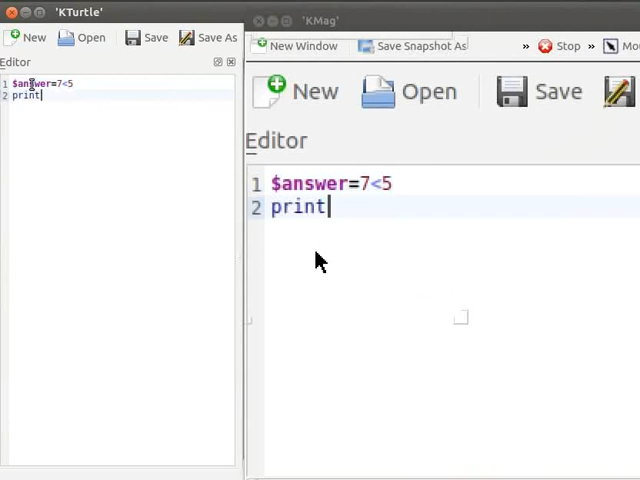 'KTurtle'
New Open Save Save As
Editor
1 $answer=7<5
2 print
'KMag'
New Window Save Snapshot As » Stop » Mou
New Open Save
Editor
1 $answer=7<5
2 print